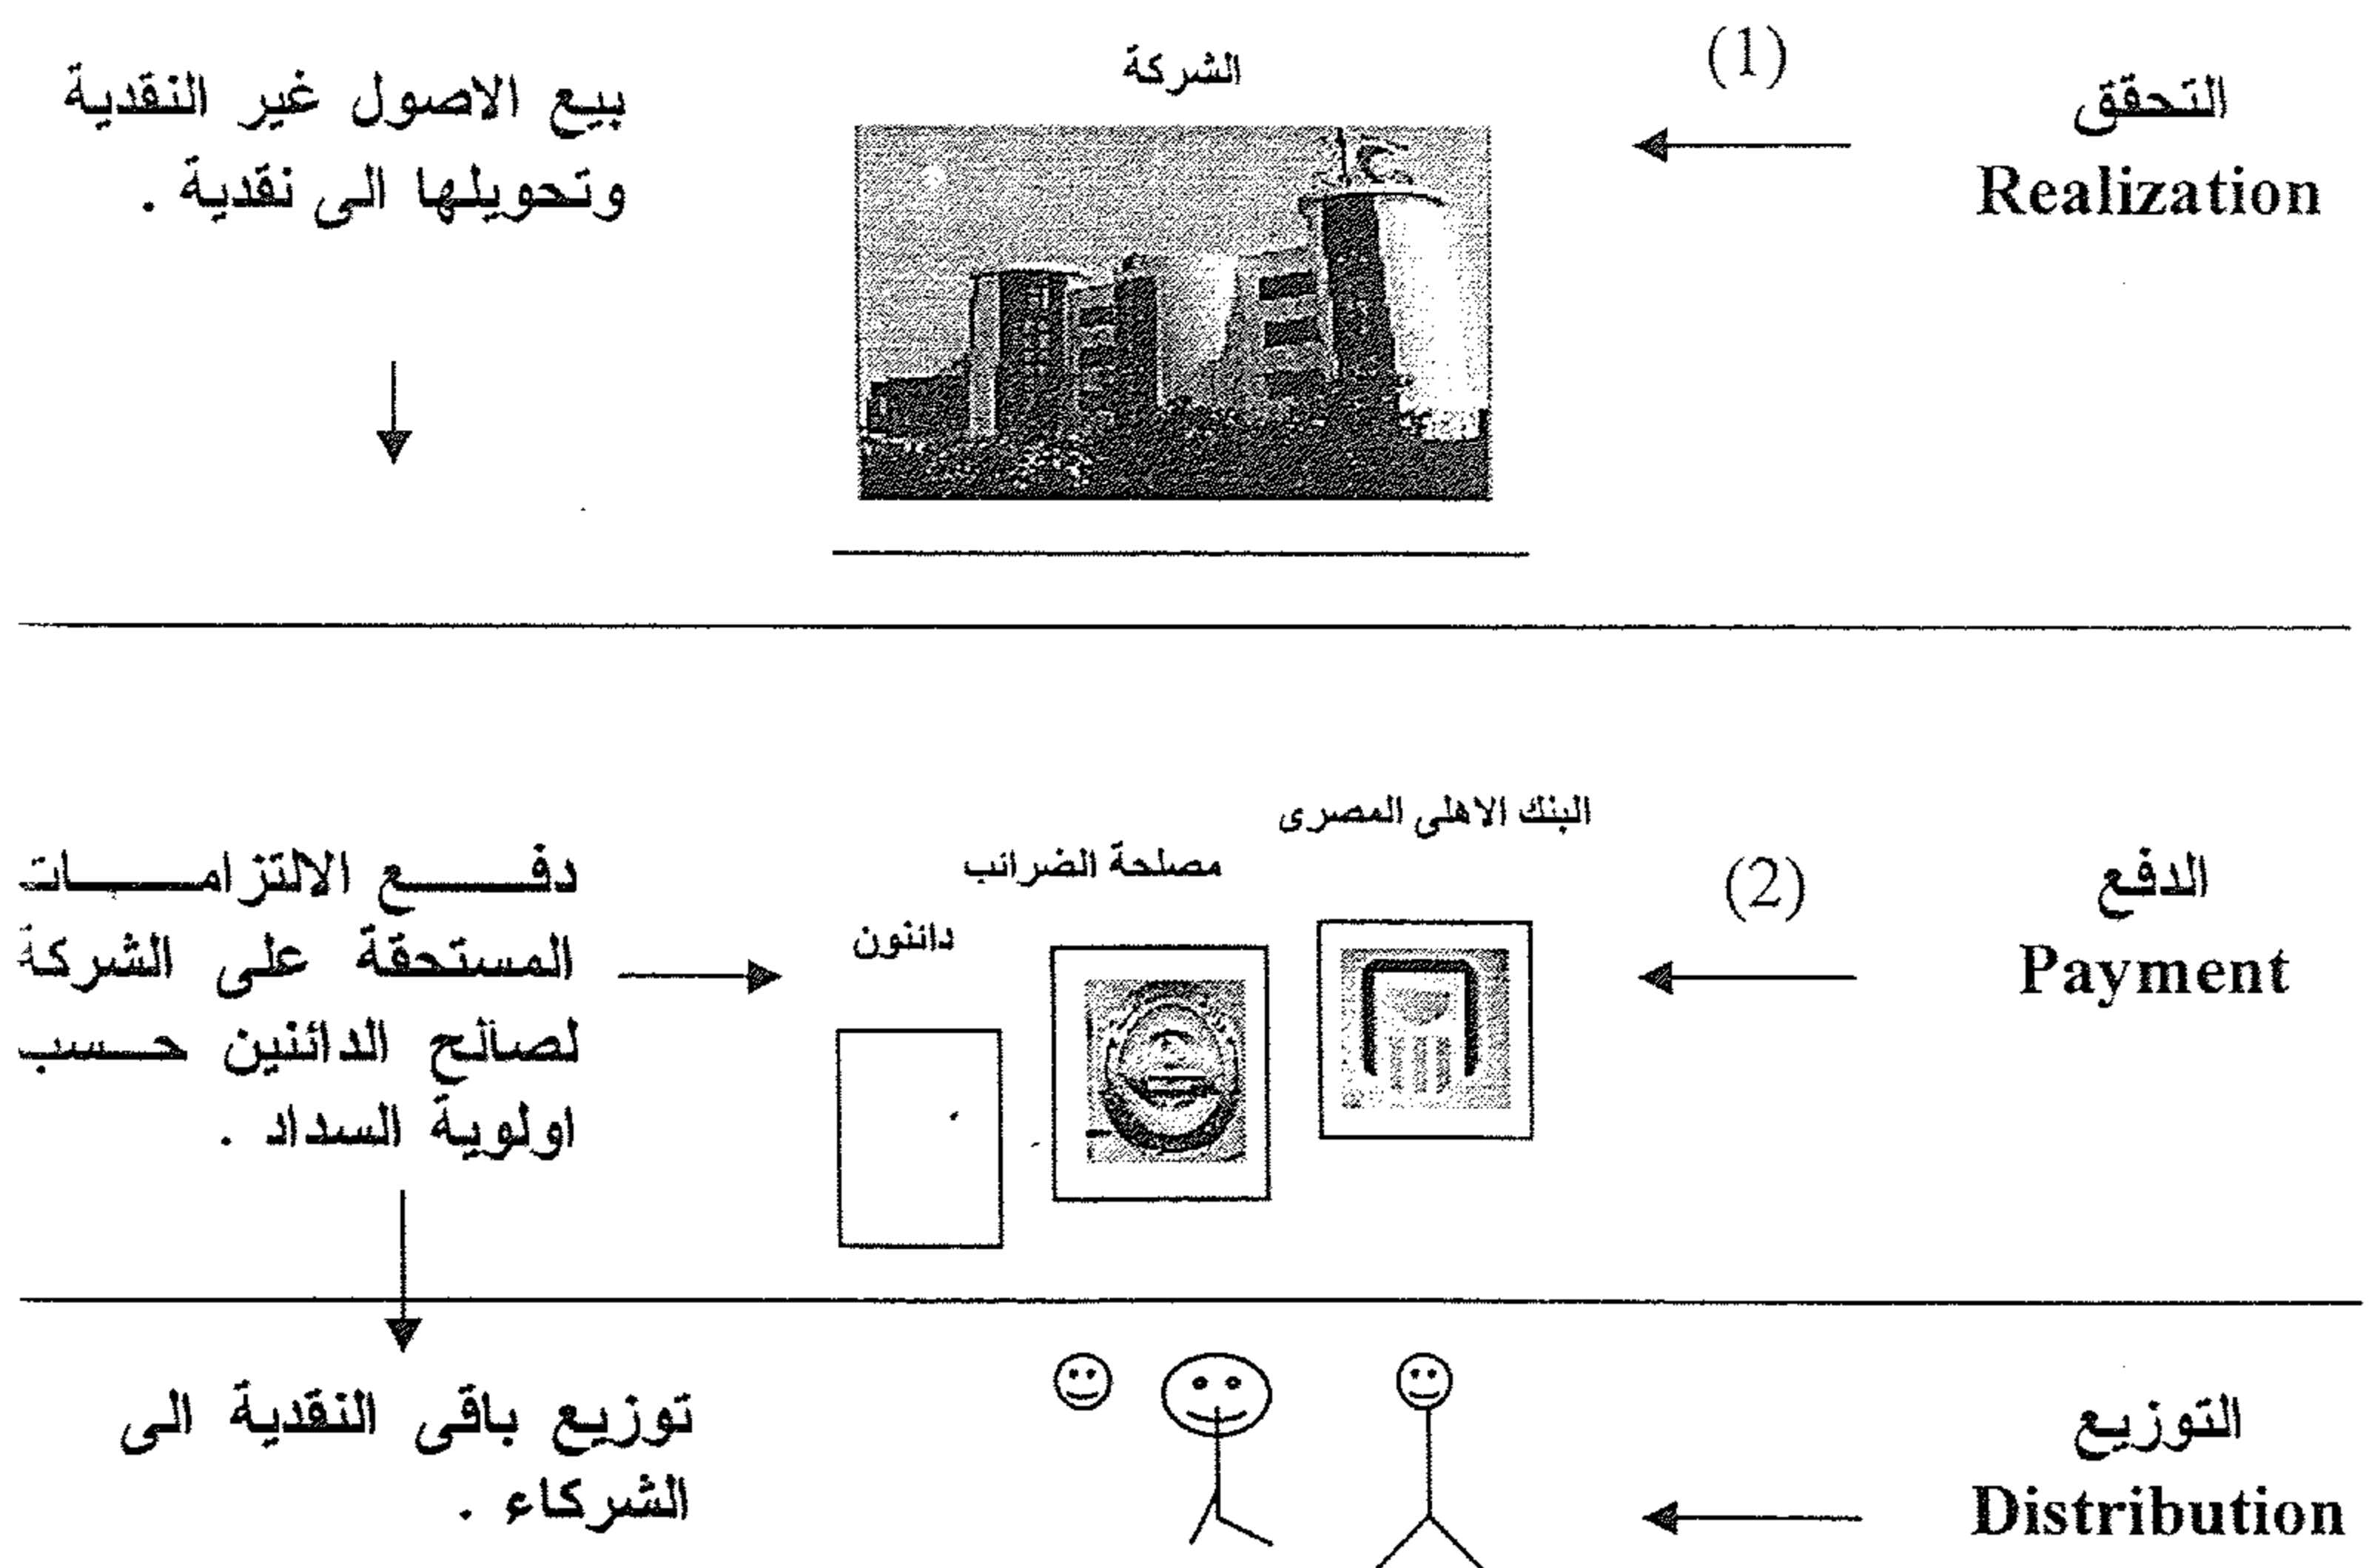 (1)
التحقق
Realization
الشركة
بيع الاصول غير النقدية
وتحويلها الى نقدية .
(2)
الدفع
Payment
البنك الاهلى المصرى
مصلحة الضرائب
دائنون
دفع الالتزامات
المستحقة على الشركة
لصالح الدائنين حسب
اولوية السداد .
التوزيع
Distribution
توزيع باقى النقدية الى
الشركاء .